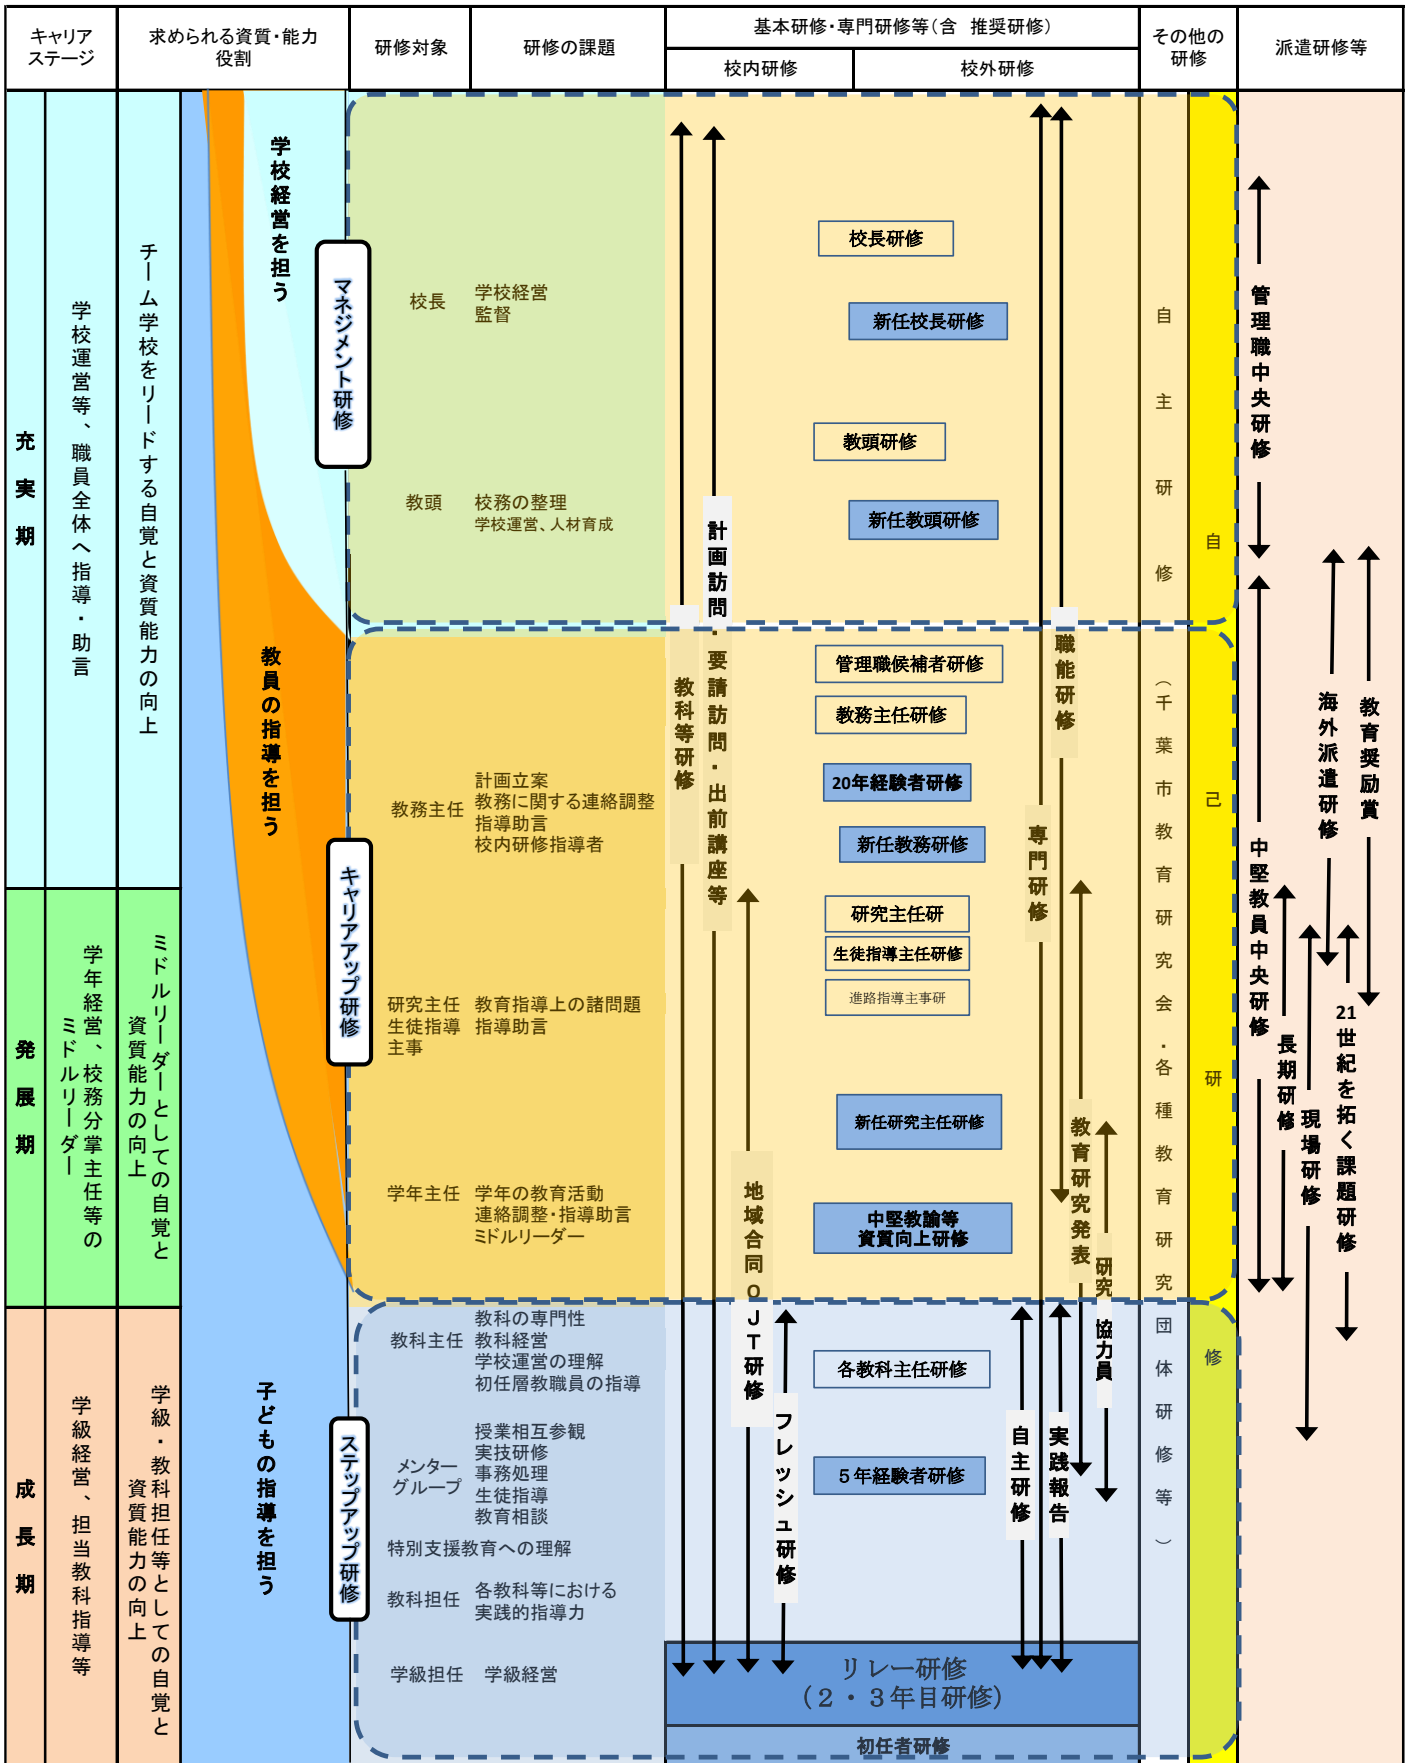 キャリア
ステージ
求められる資質・能力
役割
研修対象
研修の課題
基本研修・専門研修等(含 推奨研修)
校内研修
校外研修
その他の
研修
派遣研修等
充実期
学校運営等、職員全体へ指導・助言
チーム学校をリードする自覚と資質能力の向上
発展期
学年経営、校務分掌主任等の
ミドルリーダー
ミドルリーダーとしての自覚と
資質能力の向上
成長期
学級経営、担当教科指導等
学級・教科担任等としての自覚と
資質能力の向上
学校経営を担う
教員の指導を担う
子どもの指導を担う
マネジメント研修
キャリアアップ研修
ステップアップ研修
校長
学校経営
監督
教頭
校務の整理
学校運営、人材育成
教務主任
計画立案
教務に関する連絡調整
指導助言
校内研修指導者
研究主任
生徒指導
主事
教育指導上の諸問題
指導助言
学年主任
学年の教育活動
連絡調整・指導助言
ミドルリーダー
教科主任
教科の専門性
教科経営
学校運営の理解
初任層教職員の指導
メンター
グループ
授業相互参観
実技研修
事務処理
生徒指導
教育相談
特別支援教育への理解
教科担任
各教科等における
実践的指導力
学級担任
学級経営
教科等研修
計画訪問・要請訪問・出前講座等
地域合同OJT研修
フレッシュ研修
校長研修
新任校長研修
教頭研修
新任教頭研修
管理職候補者研修
教務主任研修
20年経験者研修
新任教務研修
研究主任研
生徒指導主任研修
進路指導主事研
新任研究主任研修
中堅教諭等
資質向上研修
各教科主任研修
５年経験者研修
リレー研修
(２・３年目研修)
初任者研修
専門研修
職能研修
自主研修
実践報告
教育研究発表
研究協力員
自主研修
(千葉市教育研究会・各種教育研究団体研修等)
自己研修
管理職中央研修
中堅教員中央研修
長期研修
現場研修
海外派遣研修
21
世紀を拓く課題研修
教育奨励賞